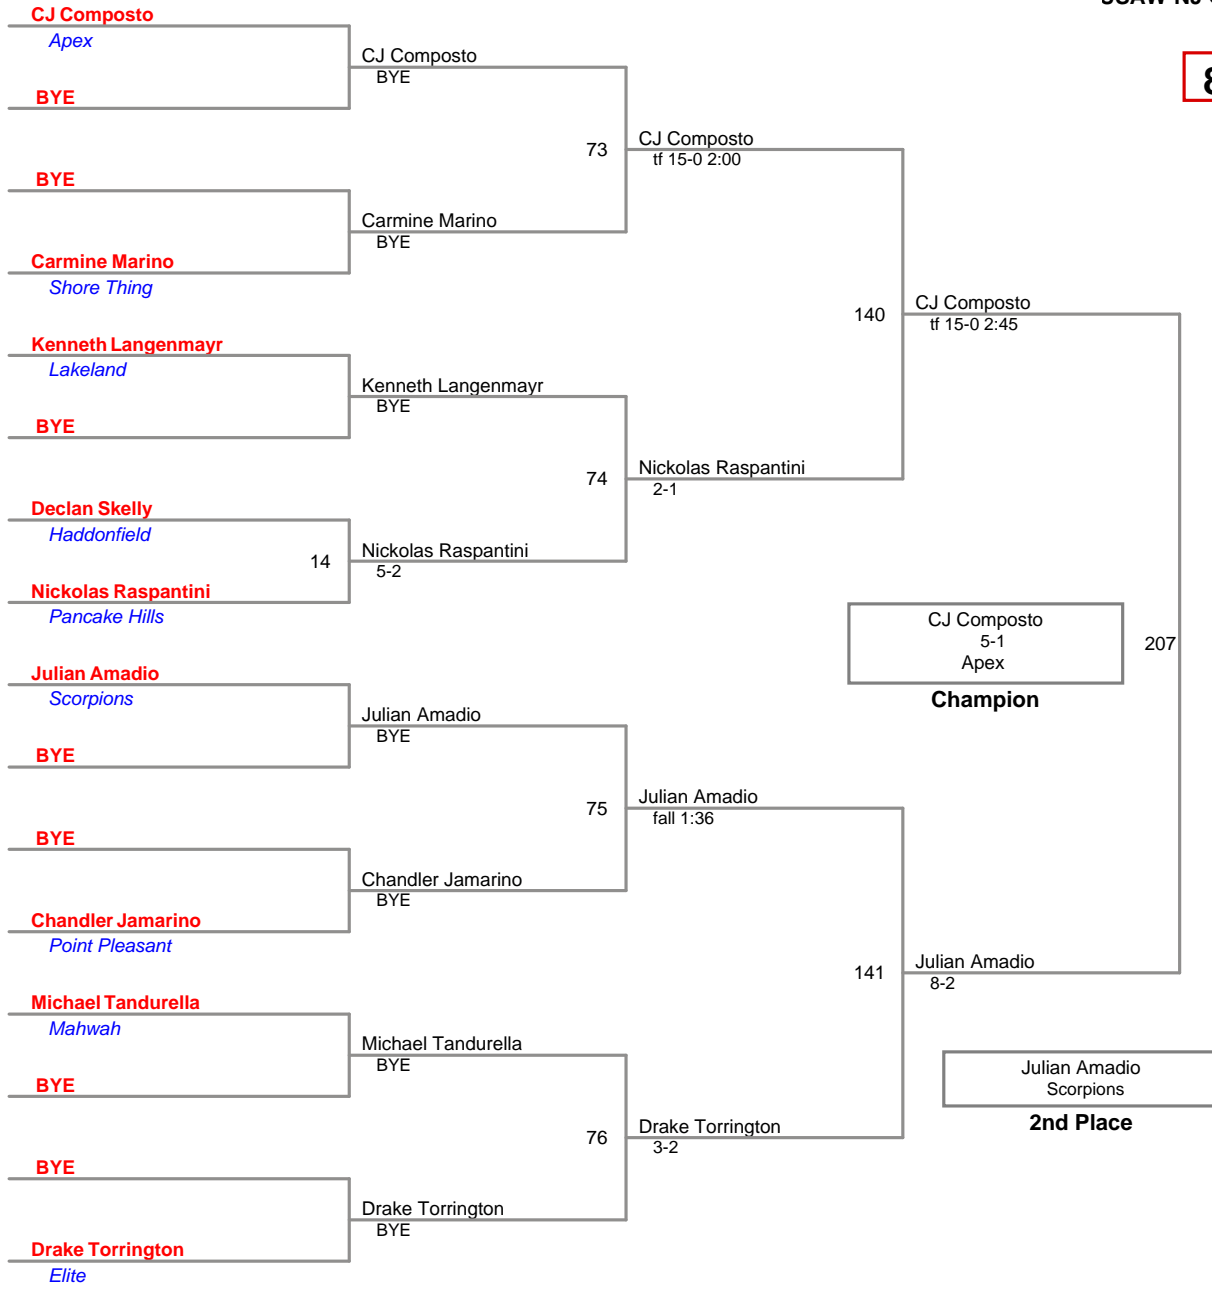 CJ Composto
Apex
BYE
BYE
Carmine Marino
Shore Thing
Kenneth Langenmayr
Lakeland
BYE
Declan Skelly
Haddonfield
14
Nickolas Raspantini
Pancake Hills
Julian Amadio
Scorpions
BYE
BYE
Chandler Jamarino
Point Pleasant
Michael Tandurella
Mahwah
BYE
BYE
Drake Torrington
Elite
CJ Composto
BYE
73
Carmine Marino
BYE
Kenneth Langenmayr
BYE
74
Nickolas Raspantini
5-2
Julian Amadio
BYE
75
Chandler Jamarino
BYE
Michael Tandurella
BYE
76
Drake Torrington
BYE
CJ Composto
tf 15-0 2:00
140
Nickolas Raspantini
2-1
Julian Amadio
fall 1:36
141
Drake Torrington
3-2
CJ Composto
tf 15-0 2:45
207
Julian Amadio
8-2
CJ Composto
5-1
Apex
Champion
Julian Amadio
Scorpions
2nd Place